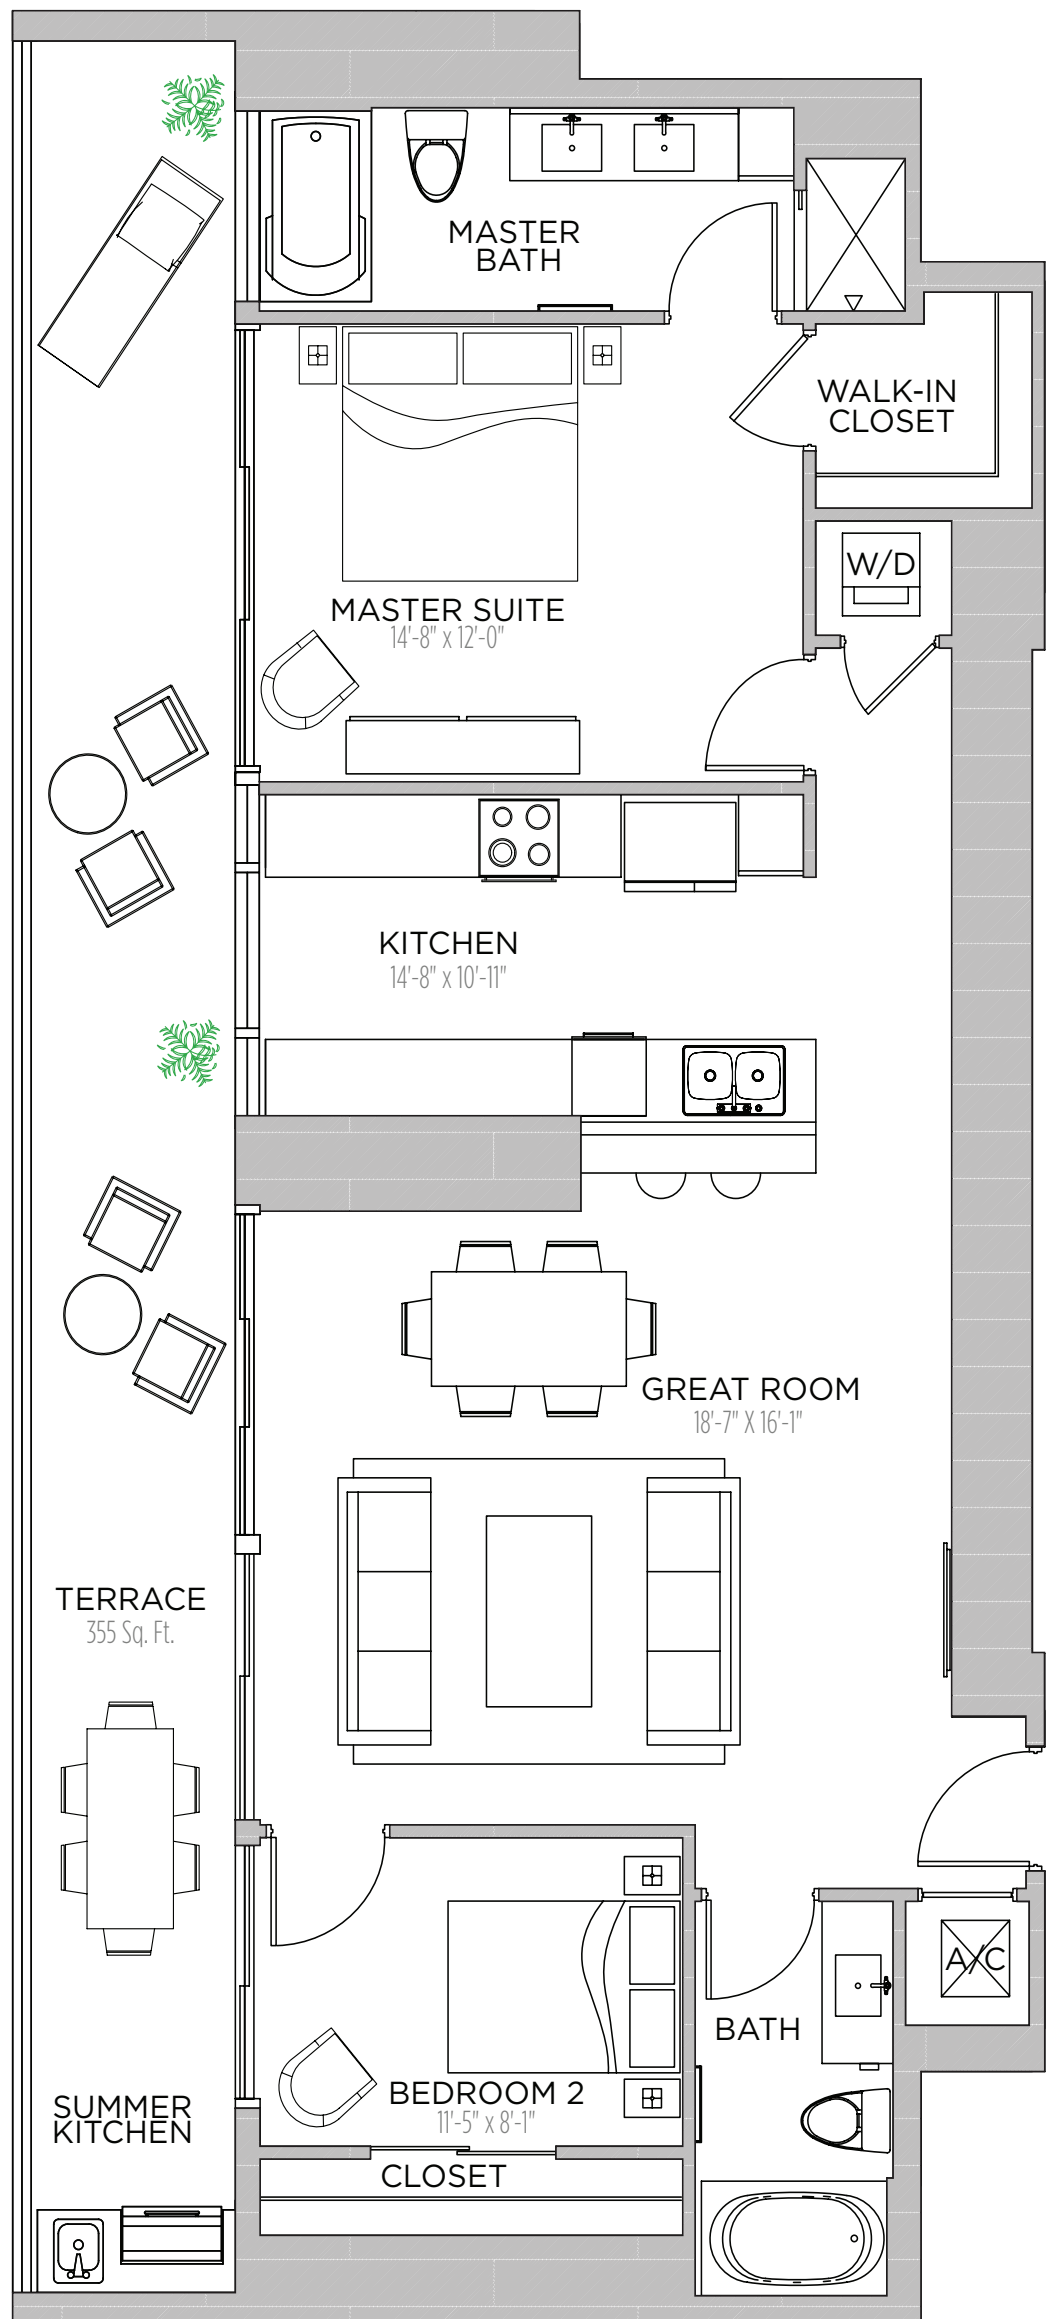 MASTER
BATH
WALK-IN
CLOSET
W/D
MASTER SUITE
14'-8" x 12'-0"
KITCHEN
14'-8" x 10'-11"
GREAT ROOM
18'-7" X 16'-1"
TERRACE
355 Sq. Ft.
A/C
BATH
BEDROOM 2
11'-5" x 8'-1"
SUMMER
KITCHEN
CLOSET